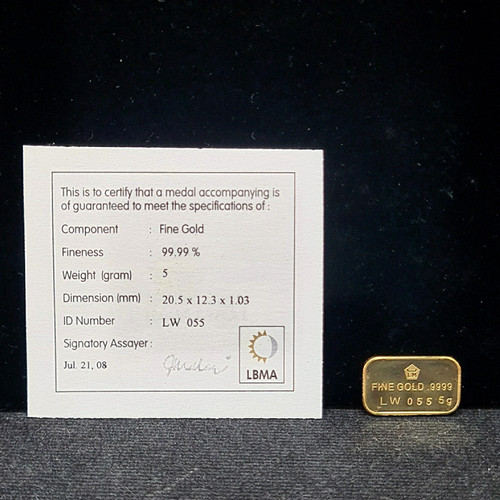 This is to certify that a medal accompanying is
of guaranteed to meet the specifications of :
Component : Fine Gold
Fineness : 99.99 %
Weight (gram) : 5
Dimension (mm) : 20.5 x 12.3 x 1.03
ID Number : LW 055
Signatory Assayer :
Jul. 21, 08
LBMA
FINE GOLD .9999
LW 055 5g